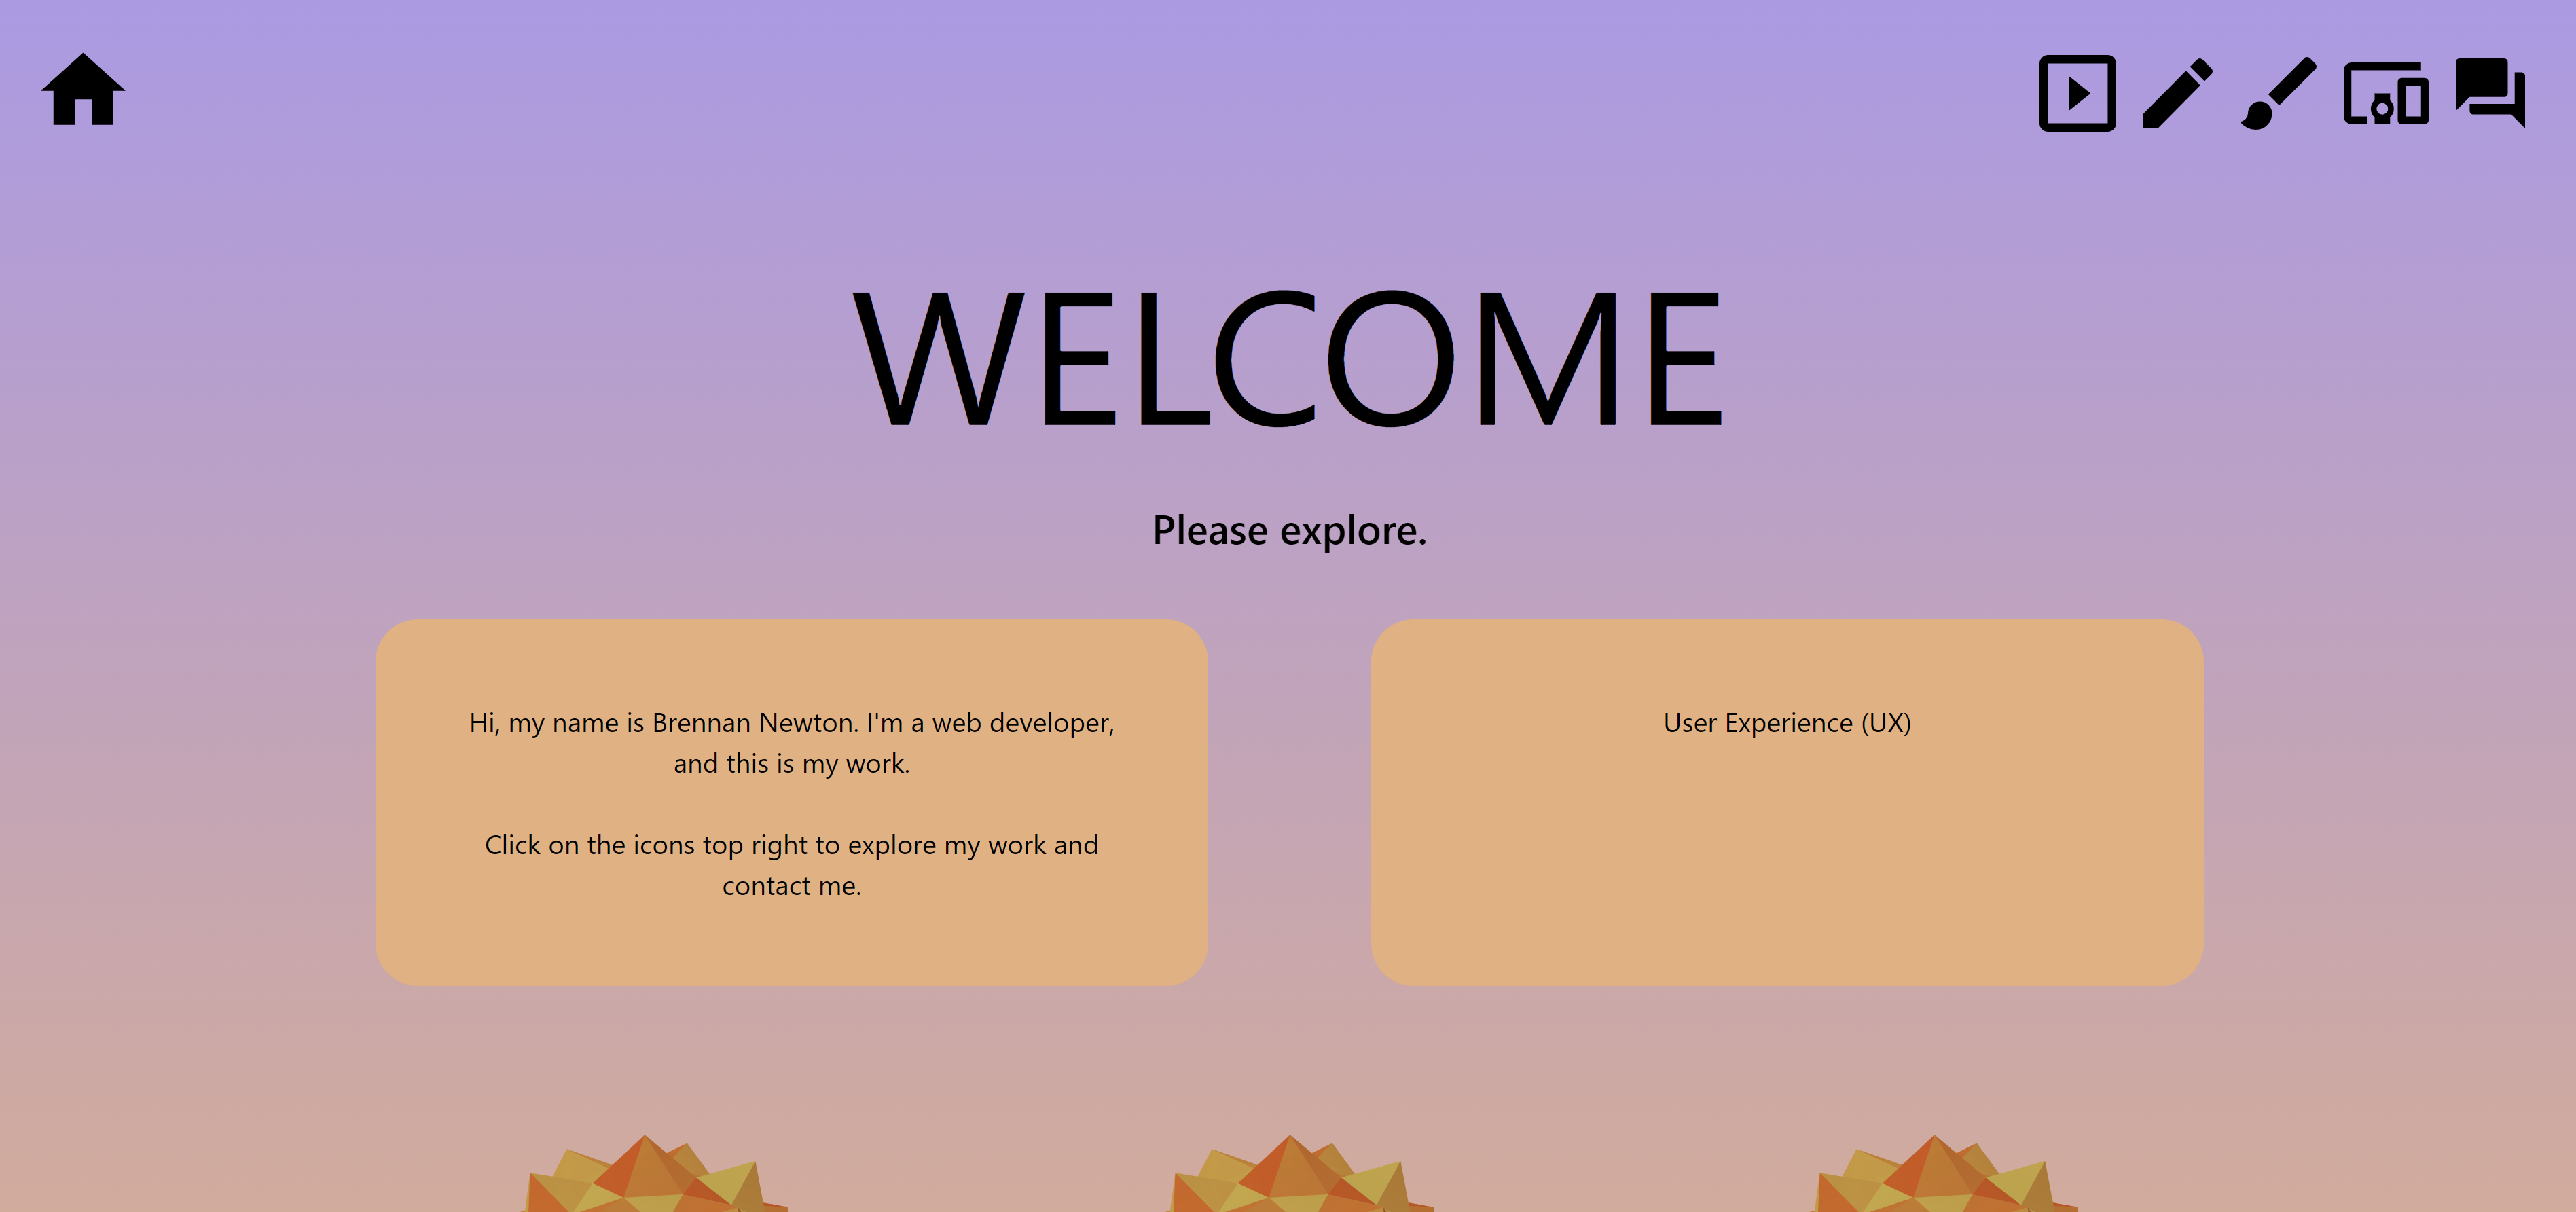 WELCOME
Please explore.
Hi, my name is Brennan Newton. I'm a web developer,
and this is my work.
Click on the icons top right to explore my work and
contact me.
User Experience (UX)